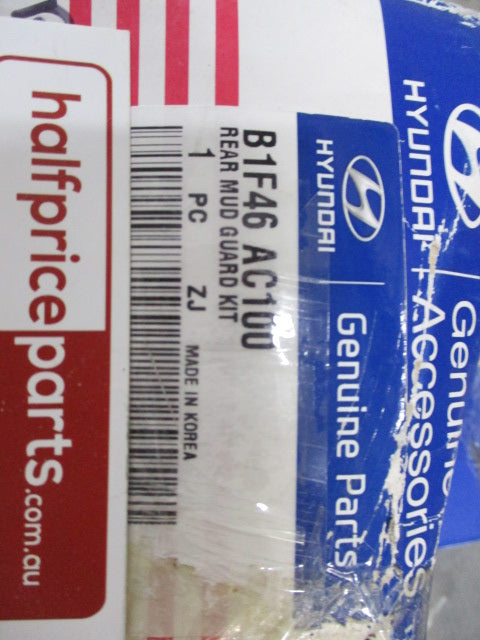 HYUNDAI Genuine
Accessories
HYUNDAI Genuine Parts
B1F46 AC100
REAR MUD GUARD KIT
1 PC ZJ MADE IN KOREA
halfpriceparts.com.au